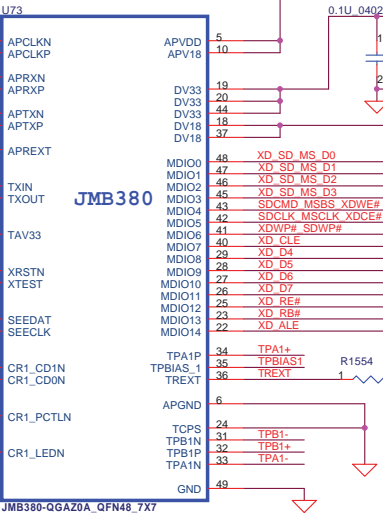 U73
0.1U_0402
APCLKN APVDD 5
APCLKP APV18 10
1
APRXN
APRXP DV33 19
DV33 20
2
APTXN DV33 44
APTXP DV18 18
DV18 37
APREXT
MDIO0 48 XD_SD_MS_D0
MDIO1 47 XD_SD_MS_D1
TXIN MDIO2 46 XD_SD_MS_D2
TXOUT JMB380 MDIO3 45 XD_SD_MS_D3
MDIO4 43 SDCMD_MSBS_XDWE#
MDIO5 42 SDCLK_MSCLK_XDCE#
TAV33 MDIO6 41 XDWP#_SDWP#
MDIO7 40 XD_CLE
MDIO8 29 XD_D4
XRSTN MDIO9 28 XD_D5
XTEST MDIO10 27 XD_D6
MDIO11 26 XD_D7
MDIO12 25 XD_RE#
SEEDAT MDIO13 23 XD_RB#
SEECLK MDIO14 22 XD_ALE
TPA1P 34 TPA1+
CR1_CD1N TPBIAS_1 35 TPBIAS1 R1554
CR1_CD0N TREXT 36 TREXT 1
APGND 6
CR1_PCTLN
TCPS 24
TPB1N 31 TPB1-
CR1_LEDN TPB1P 32 TPB1+
TPA1N 33 TPA1-
GND 49
JMB380-QGAZ0A_QFN48_7X7